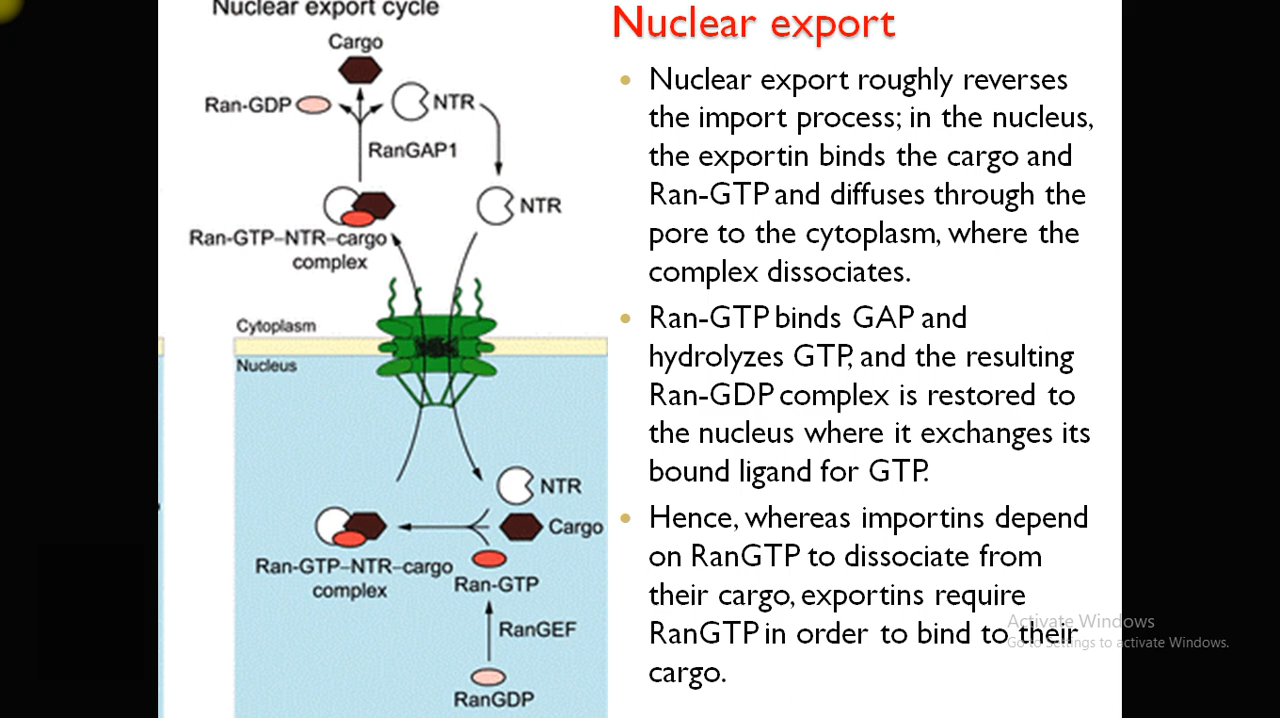 Nuclear export cycle
Cargo
Ran-GDP
NTR
RanGAP1
NTR
Ran-GTP–NTR–cargo
complex
Cytoplasm
Nucleus
NTR
Cargo
Ran-GTP–NTR–cargo
complex
Ran-GTP
RanGEF
RanGDP
Nuclear export
• Nuclear export roughly reverses
the import process; in the nucleus,
the exportin binds the cargo and
Ran-GTP and diffuses through the
pore to the cytoplasm, where the
complex dissociates.
• Ran-GTP binds GAP and
hydrolyzes GTP, and the resulting
Ran-GDP complex is restored to
the nucleus where it exchanges its
bound ligand for GTP.
• Hence, whereas importins depend
on RanGTP to dissociate from
their cargo, exportins require
RanGTP in order to bind to their
cargo.
Activate Windows
Go to Settings to activate Windows.